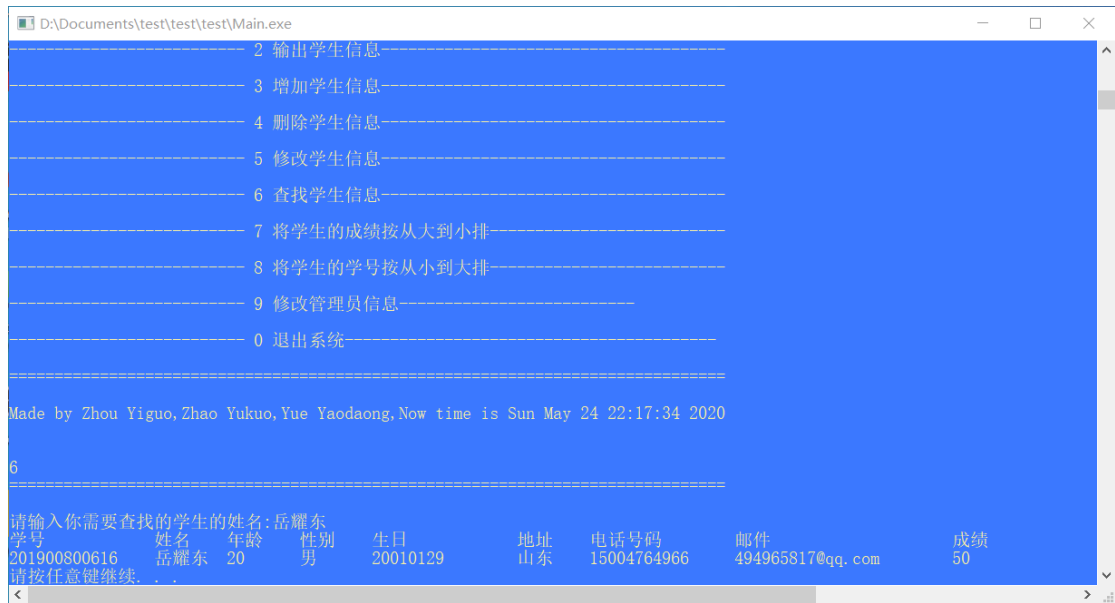 D:\Documents\test\test\test\Main.exe
-------------------------- 2 输出学生信息--------------------------------------
-------------------------- 3 增加学生信息--------------------------------------
-------------------------- 4 删除学生信息--------------------------------------
-------------------------- 5 修改学生信息--------------------------------------
-------------------------- 6 查找学生信息--------------------------------------
-------------------------- 7 将学生的成绩按从大到小排--------------------------
-------------------------- 8 将学生的学号按从小到大排--------------------------
-------------------------- 9 修改管理员信息--------------------------
-------------------------- 0 退出系统-----------------------------------------
===============================================================================
Made by Zhou Yiguo,Zhao Yukuo,Yue Yaodaong,Now time is Sun May 24 22:17:34 2020
6
===============================================================================
请输入你需要查找的学生的姓名:岳耀东
学号 姓名 年龄 性别 生日 地址 电话号码 邮件 成绩
201900800616 岳耀东 20 男 20010129 山东 15004764966 494965817@qq.com 50
请按任意键继续. . .